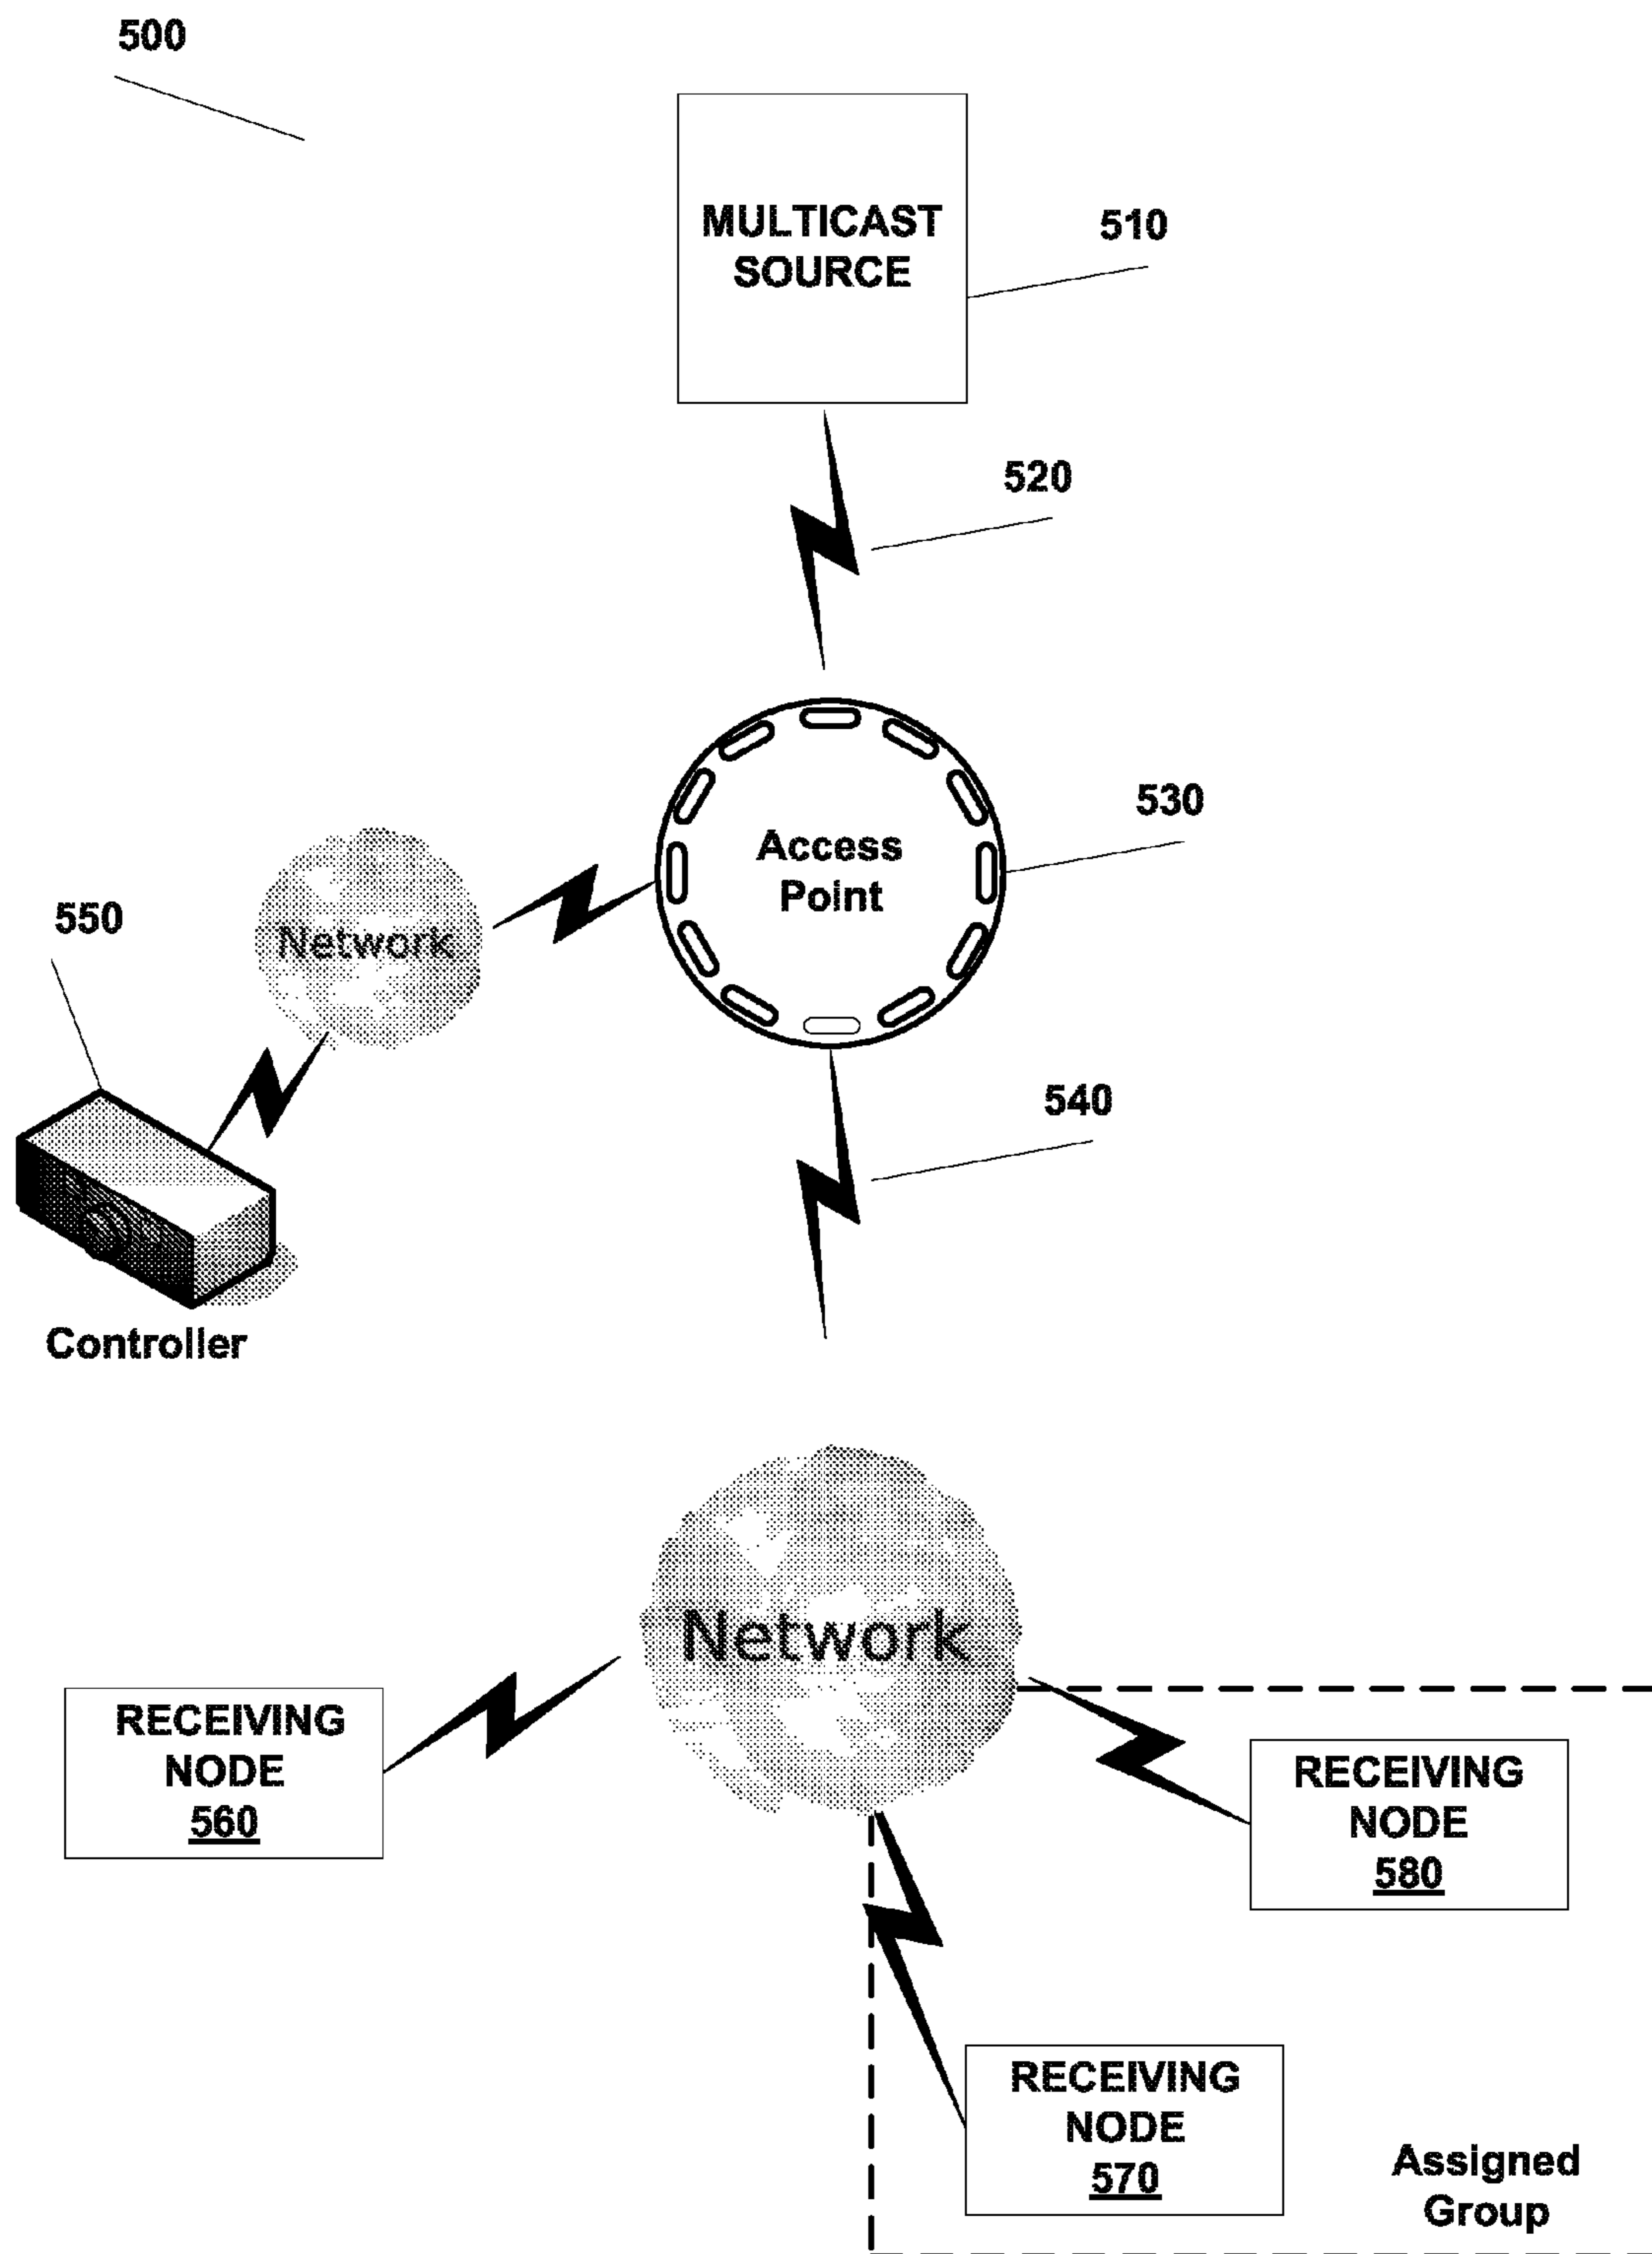 500
MULTICAST
SOURCE
510
520
530
Access
Point
550
Network
540
Controller
Network
RECEIVING
NODE
560
RECEIVING
NODE
580
RECEIVING
NODE
570
Assigned
Group